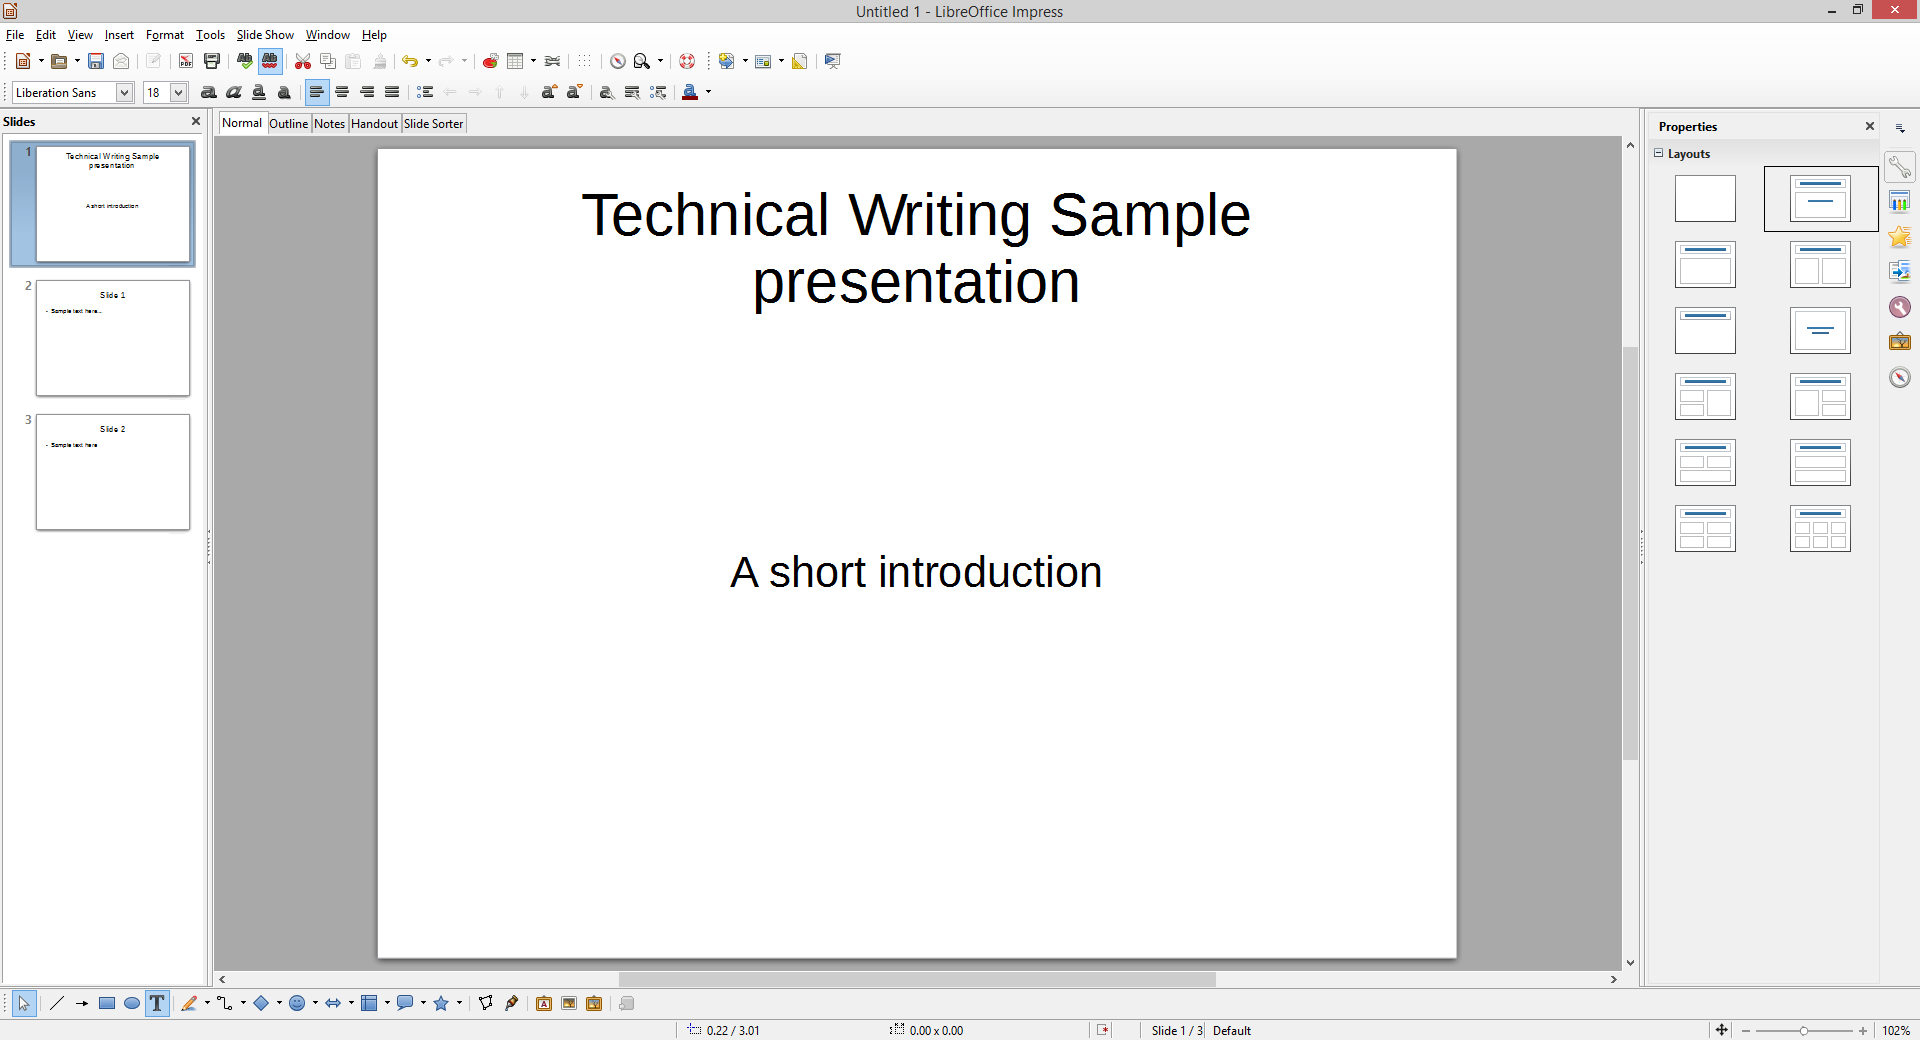 Untitled 1 - LibreOffice Impress
File Edit View Insert Format Tools Slide Show Window Help
Liberation Sans 18
Slides
1
Technical Writing Sample
presentation
A short introduction
2
Slide 1
Sample text here...
3
Slide 2
Sample text here
Normal Outline Notes Handout Slide Sorter
Technical Writing Sample
presentation
A short introduction
Properties
Layouts
0.22 / 3.01 0.00 x 0.00 Slide 1 / 3 Default 102%